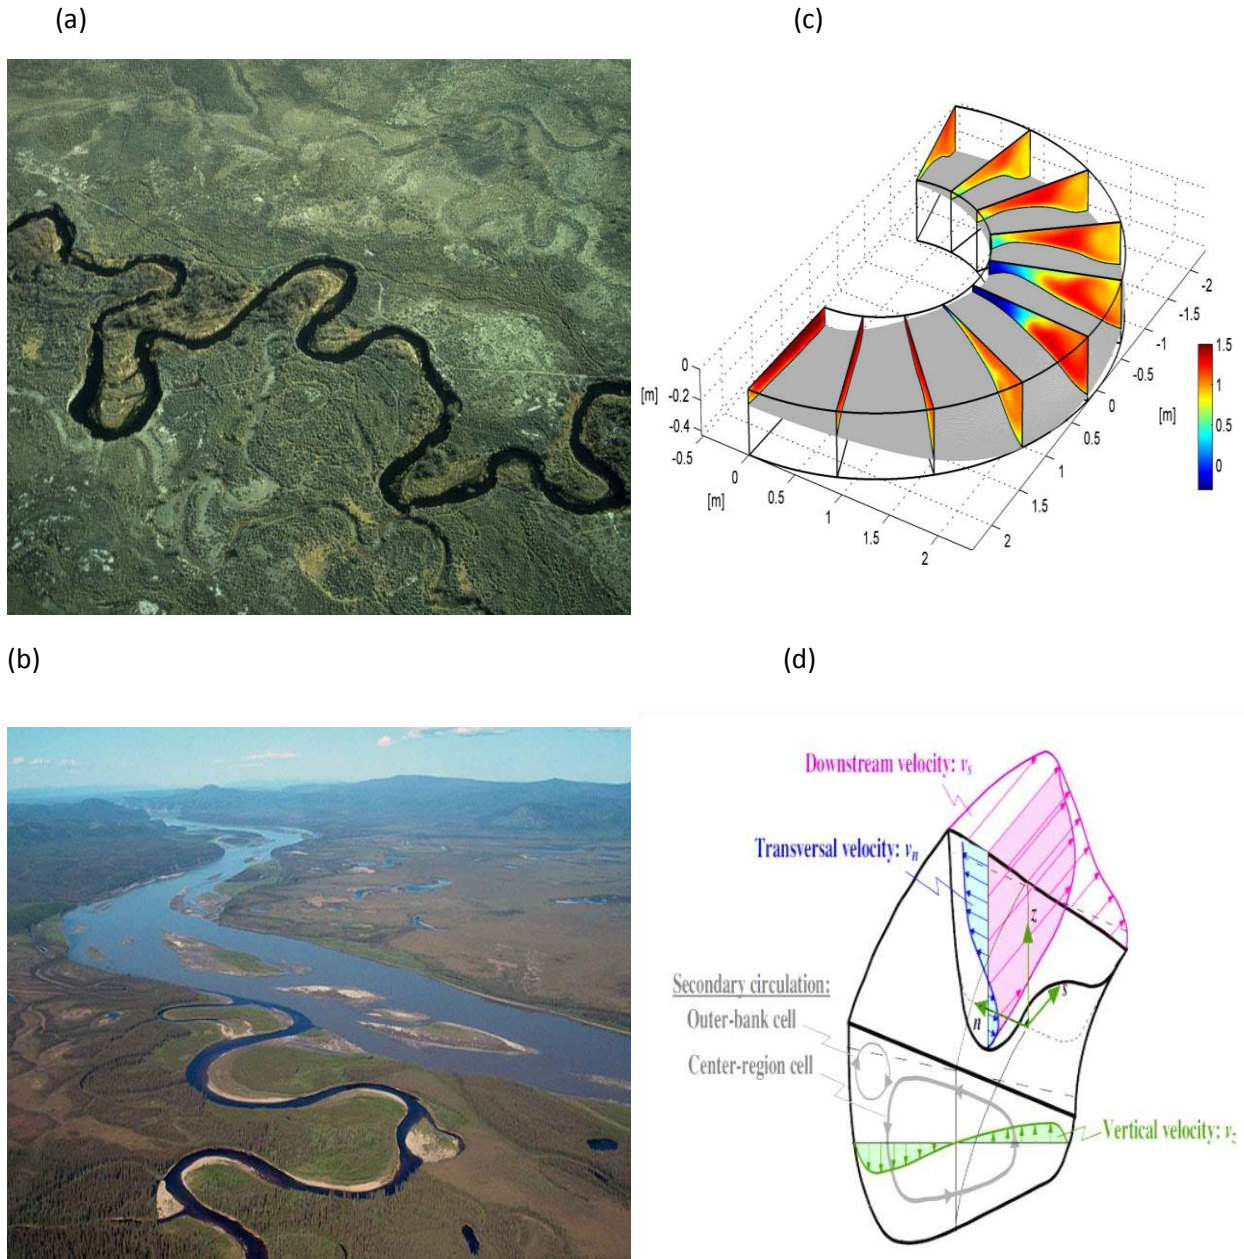 (a)
(c)
0
[m]
-0.2
-0.4
-0.5
0
[m]
0.5
1
1.5
2
2
1.5
1
0.5
0
-0.5
-1
-1.5
-2
[m]
1.5
1
0.5
0
(b)
(d)
Downstream velocity: vs
Transversal velocity: vn
z
s
n
Secondary circulation:
Outer-bank cell
Center-region cell
Vertical velocity: vz